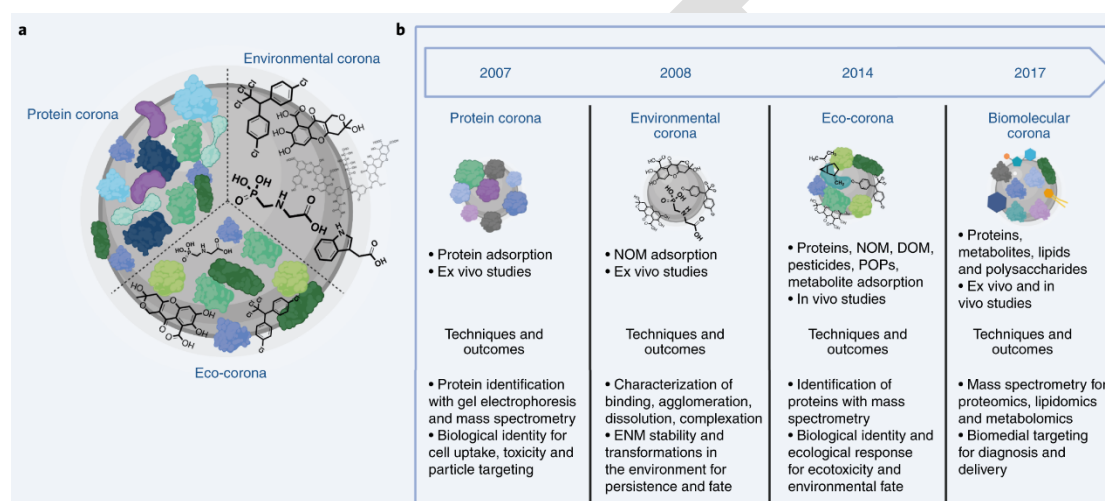 a
Environmental corona
Protein corona
Eco-corona
b
2007
2008
2014
2017
Protein corona
• Protein adsorption
• Ex vivo studies
Techniques and
outcomes
• Protein identification
with gel electrophoresis
and mass spectrometry
• Biological identity for
cell uptake, toxicity and
particle targeting
Environmental
corona
• NOM adsorption
• Ex vivo studies
Techniques and
outcomes
• Characterization of
binding, agglomeration,
dissolution, complexation
• ENM stability and
transformations in
the environment for
persistence and fate
Eco-corona
• Proteins, NOM, DOM,
pesticides, POPs,
metabolite adsorption
• In vivo studies
Techniques and
outcomes
• Identification of
proteins with mass
spectrometry
• Biological identity and
ecological response
for ecotoxicity and
environmental fate
Biomolecular
corona
• Proteins,
metabolites, lipids
and polysaccharides
• Ex vivo and in
vivo studies
Techniques and
outcomes
• Mass spectrometry for
proteomics, lipidomics
and metabolomics
• Biomedial targeting
for diagnosis and
delivery